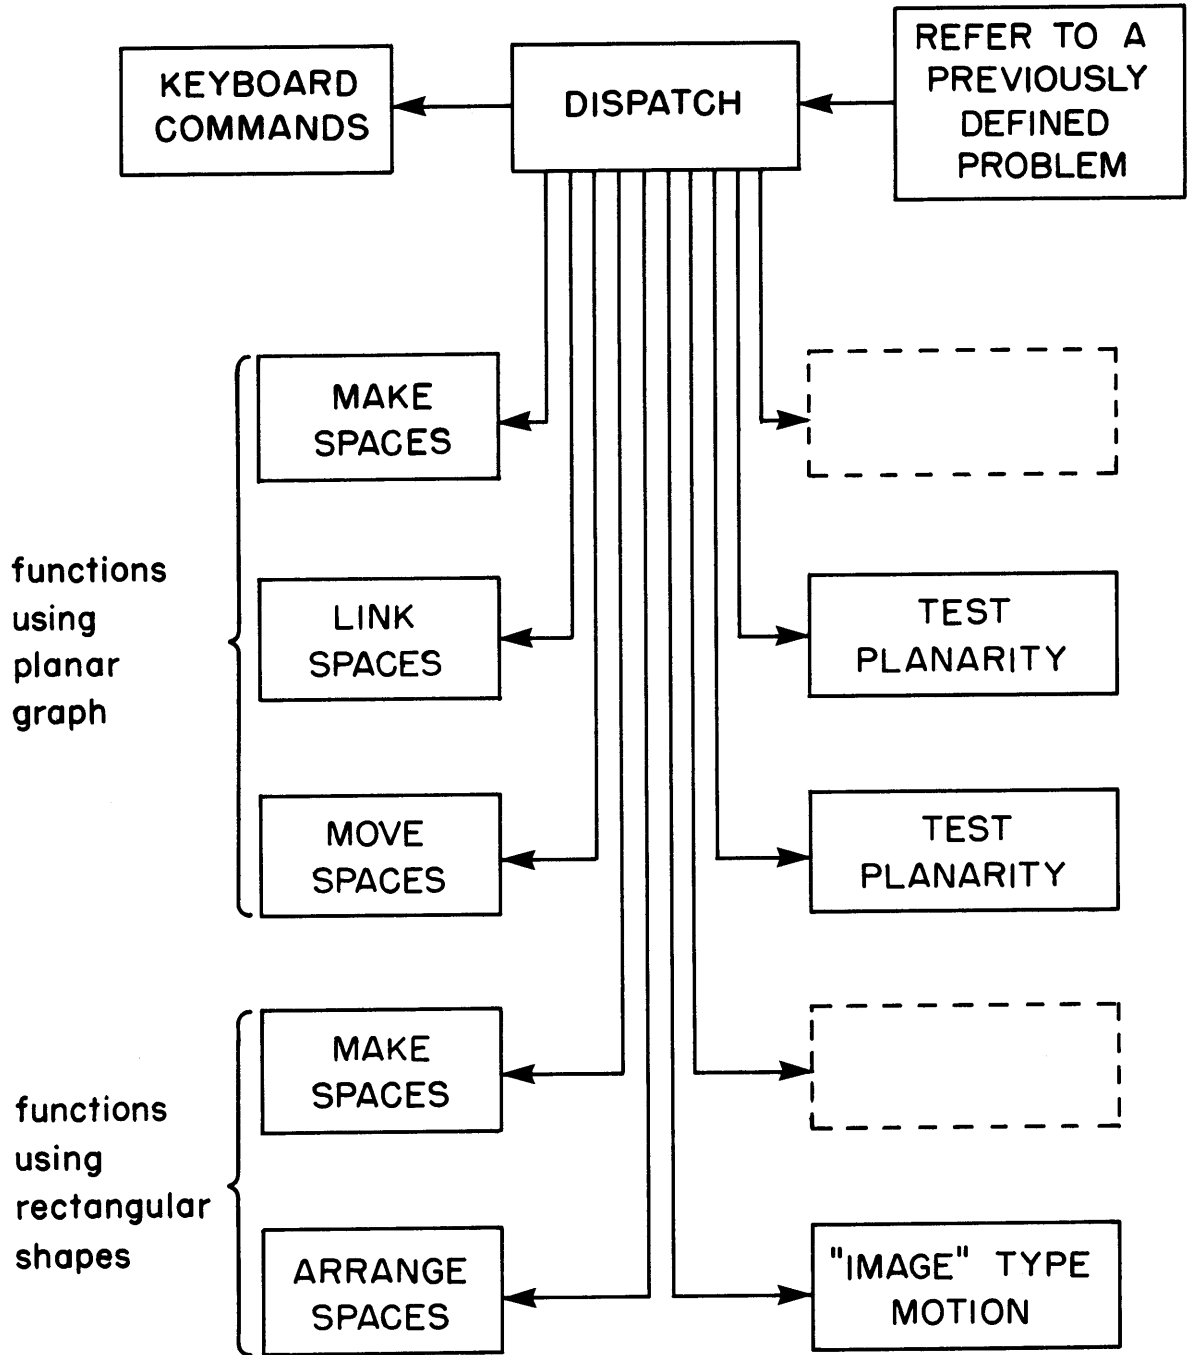 KEYBOARD
COMMANDS
DISPATCH
REFER TO A
PREVIOUSLY
DEFINED
PROBLEM
functions
using
planar
graph
MAKE
SPACES
LINK
SPACES
TEST
PLANARITY
MOVE
SPACES
TEST
PLANARITY
functions
using
rectangular
shapes
MAKE
SPACES
ARRANGE
SPACES
"IMAGE" TYPE
MOTION